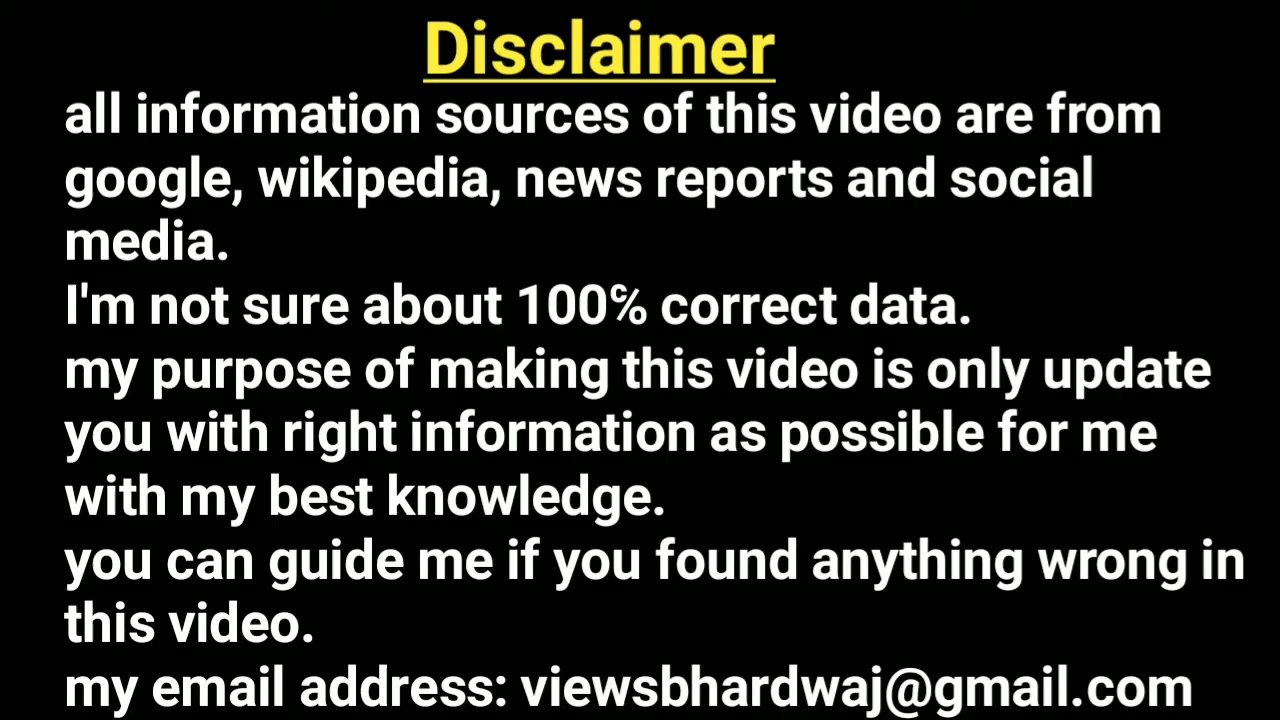 Disclaimer
all information sources of this video are from
google, wikipedia, news reports and social
media.
I'm not sure about 100℅ correct data.
my purpose of making this video is only update
you with right information as possible for me
with my best knowledge.
you can guide me if you found anything wrong in
this video.
my email address: viewsbhardwaj@gmail.com